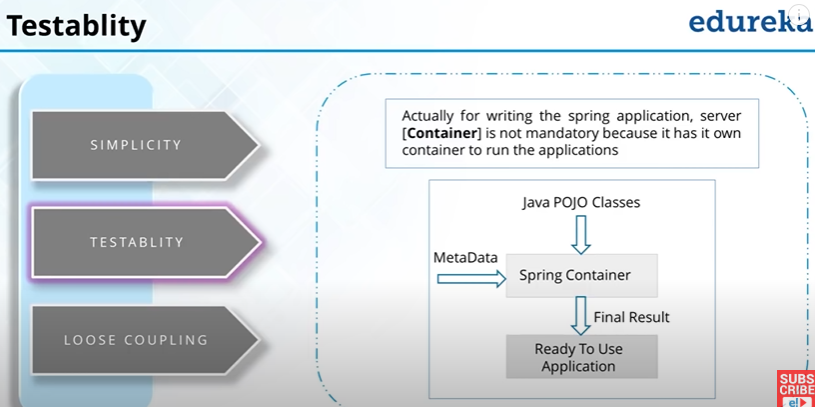 Testablity
edureka
SIMPLICITY
TESTABLITY
LOOSE COUPLING
Actually for writing the spring application, server
[Container] is not mandatory because it has it own
container to run the applications
Java POJO Classes
MetaData
Spring Container
Final Result
Ready To Use
Application
SUBS
CRIBE
e!